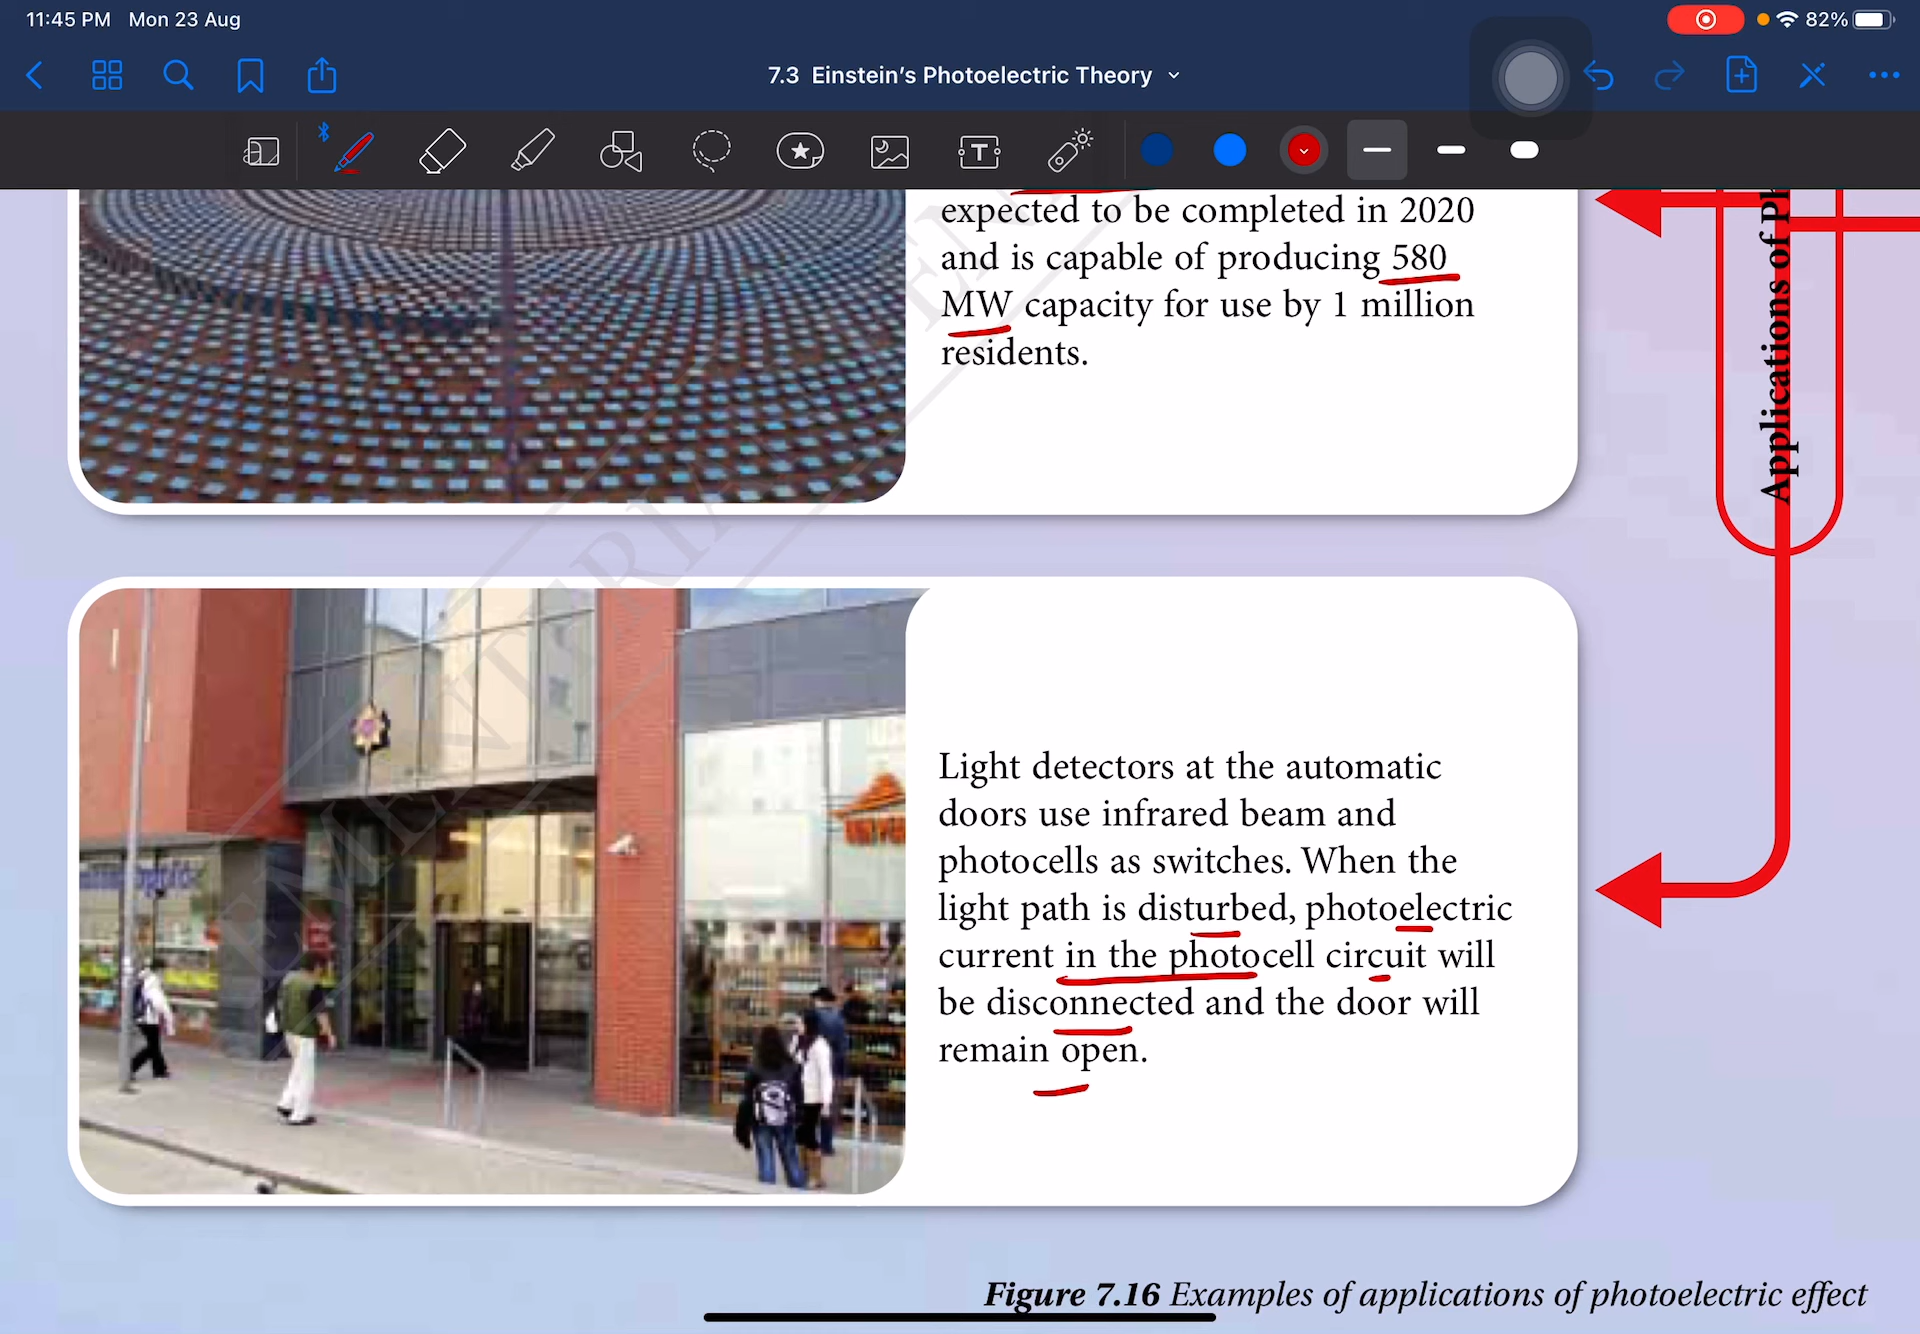 11:45 PM Mon 23 Aug
82%
7.3 Einstein's Photoelectric Theory
expected to be completed in 2020
and is capable of producing 580
MW capacity for use by 1 million
residents.
Applications of Ph
Light detectors at the automatic
doors use infrared beam and
photocells as switches. When the
light path is disturbed, photoelectric
current in the photocell circuit will
be disconnected and the door will
remain open.
Figure 7.16 Examples of applications of photoelectric effect